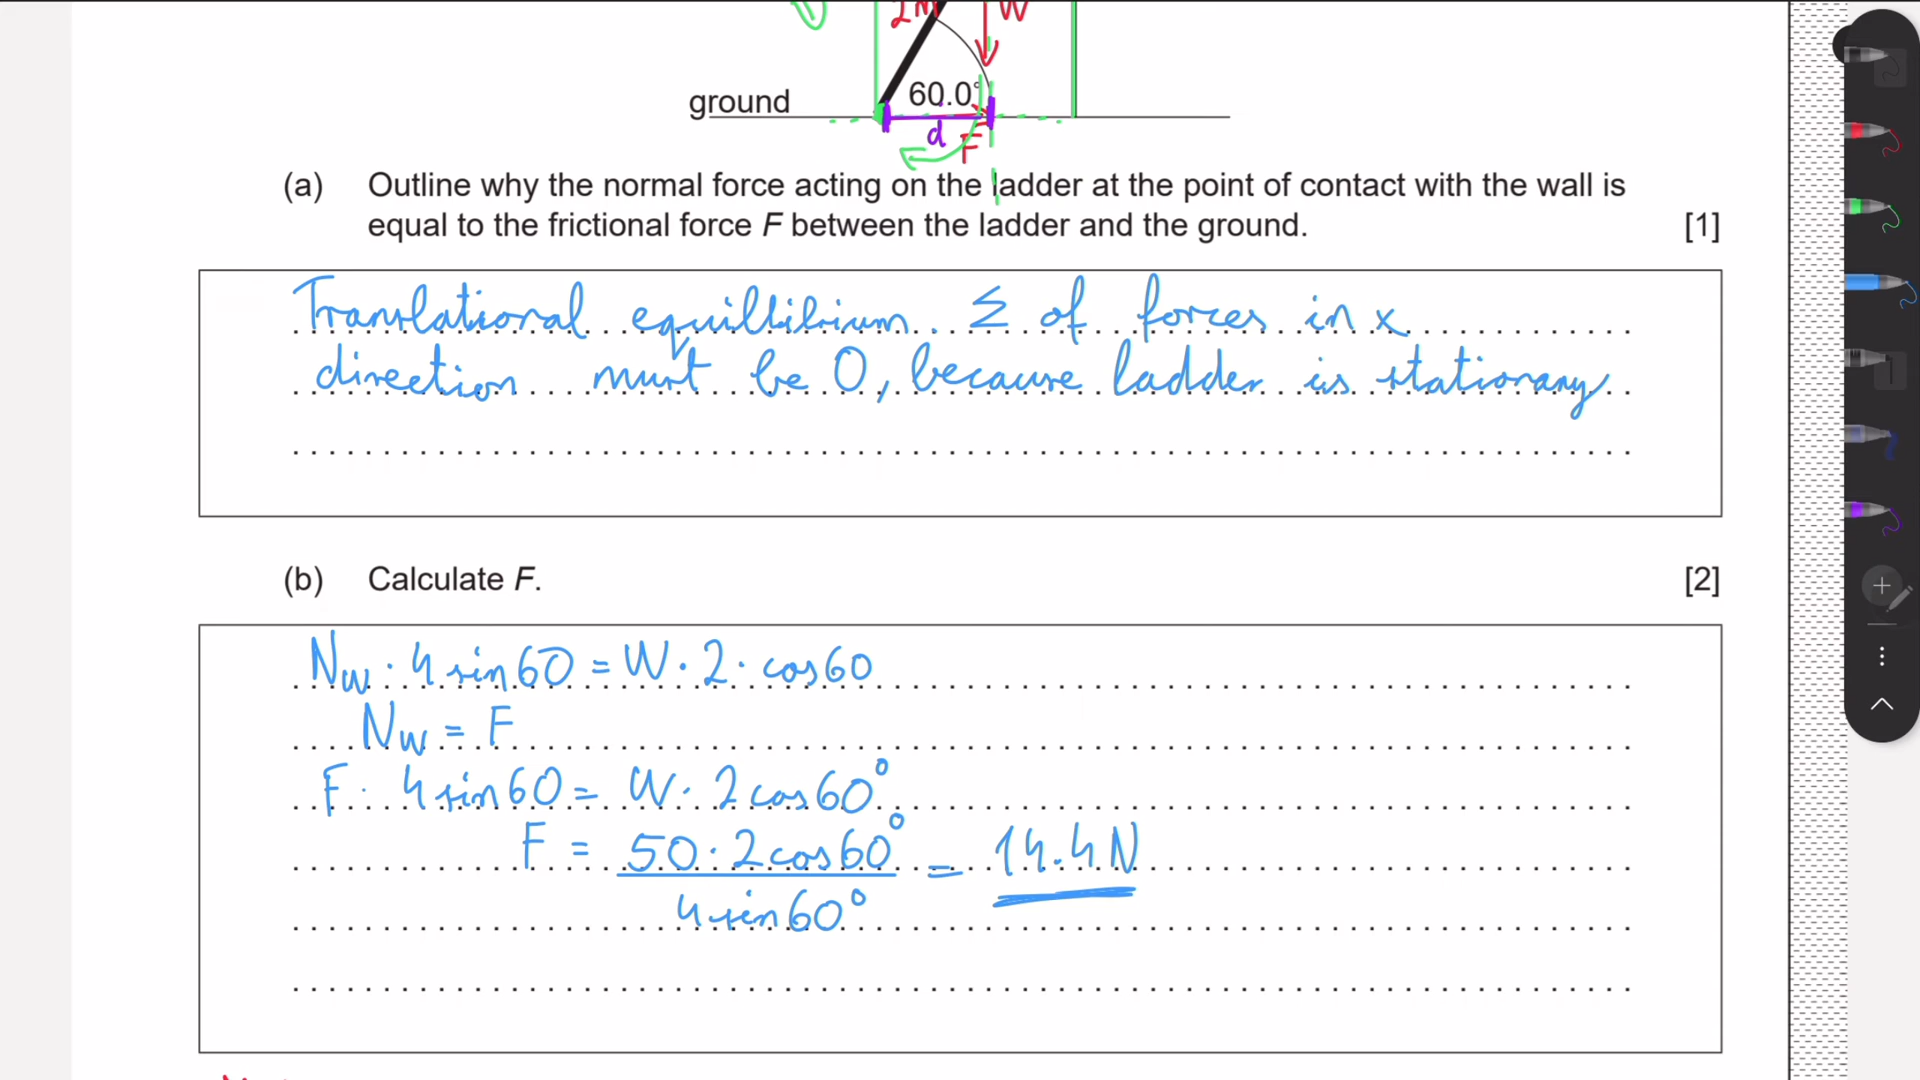 2m W
60.0°
ground
d
F
(a) Outline why the normal force acting on the ladder at the point of contact with the wall is
equal to the frictional force F between the ladder and the ground. [1]
Translational equillibium. Σ of forces in x
direction must be 0, because ladder is stationary
(b) Calculate F. [2]
Nw · 4 sin 60 = W · 2 · cos 60
Nw = F
F · 4 sin 60 = W · 2 cos 60°
F = 50 · 2 cos 60° = 14.4 N
4 sin 60°